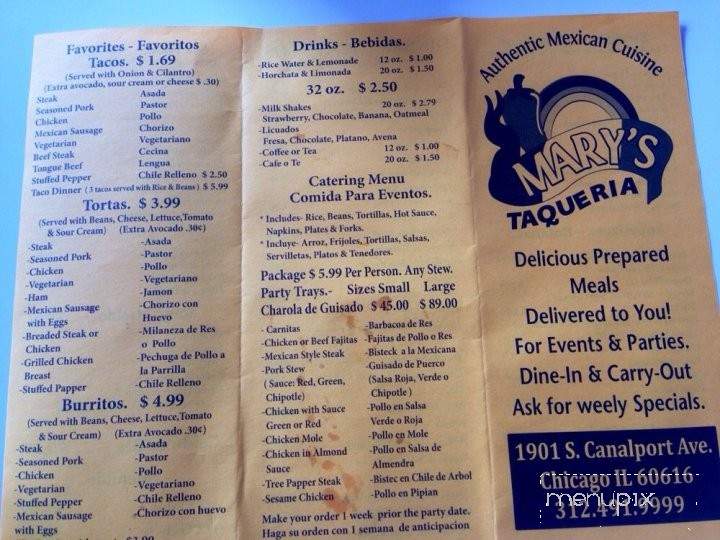 Favorites - Favoritos
Tacos. $ 1.69
(Served with Onion & Cilantro)
(Extra avocado, sour cream or cheese $ .30)
Steak Asada
Seasoned Pork Pastor
Chicken Pollo
Mexican Sausage Chorizo
Vegetarian Vegetariano
Beef Steak Cecina
Tongue Beef Lengua
Stuffed Pepper Chile Relleno $ 2.50
Taco Dinner (3 tacos served with Rice & Beans) $ 5.99
Tortas. $ 3.99
(Served with Beans, Cheese, Lettuce,Tomato
& Sour Cream) (Extra Avocado .30¢)
-Steak -Asada
-Seasoned Pork -Pastor
-Chicken -Pollo
-Vegetarian -Vegetariano
-Ham -Jamon
-Mexican Sausage -Chorizo con
with Eggs Huevo
-Breaded Steak or -Milaneza de Res
Chicken o Pollo
-Grilled Chicken -Pechuga de Pollo a
Breast la Parrilla
-Stuffed Papper -Chile Relleno
Burritos. $ 4.99
(Served with Beans, Cheese, Lettuce,Tomato
& Sour Cream) (Extra Avocado .30¢)
-Steak -Asada
-Seasoned Pork -Pastor
-Chicken -Pollo
-Vegetarian -Vegetariano
-Stuffed Papper -Chile Relleno
-Mexican Sausage -Chorizo con huevo
with Eggs
Drinks - Bebidas.
-Rice Water & Lemonade 12 oz. $ 1.00
-Horchata & Limonada 20 oz. $ 1.50
32 oz. $ 2.50
-Milk Shakes 20 oz. $ 2.79
Strawberry, Chocolate, Banana, Oatmeal
-Licuados
Fresa, Chocolate, Platano, Avena
-Coffee or Tea 12 oz. $ 1.00
-Cafe o Te 20 oz. $ 1.50
Catering Menu
Comida Para Eventos.
* Includes- Rice, Beans, Tortillas, Hot Sauce,
Napkins, Plates & Forks.
* Incluye- Arroz, Frijoles, Tortillas, Salsas,
Servilletas, Platos & Tenedores.
Package $ 5.99 Per Person. Any Stew.
Party Trays.- Sizes Small Large
Charola de Guisado $ 45.00 $ 89.00
- Carnitas -Barbacoa de Res
-Chicken or Beef Fajitas -Fajitas de Pollo o Res
-Mexican Style Steak -Bisteck a la Mexicana
-Pork Stew -Guisado de Puerco
( Sauce: Red, Green, (Salsa Roja, Verde o
Chipotle) Chipotle )
-Chicken with Sauce -Pollo en Salsa
Green or Red Verde o Roja
-Chicken Mole -Pollo en Mole
-Chicken in Almond -Pollo en Salsa de
Sauce Almendra
-Tree Papper Steak -Bistec en Chile de Arbol
-Sesame Chicken -Pollo en Pipian
Make your order 1 week prior the party date.
Haga su orden con 1 semana de anticipacion
Authentic Mexican Cuisine
MARY'S
TAQUERIA
Delicious Prepared
Meals
Delivered to You!
For Events & Parties.
Dine-In & Carry-Out
Ask for weely Specials.
1901 S. Canalport Ave.
Chicago IL 60616
menupix